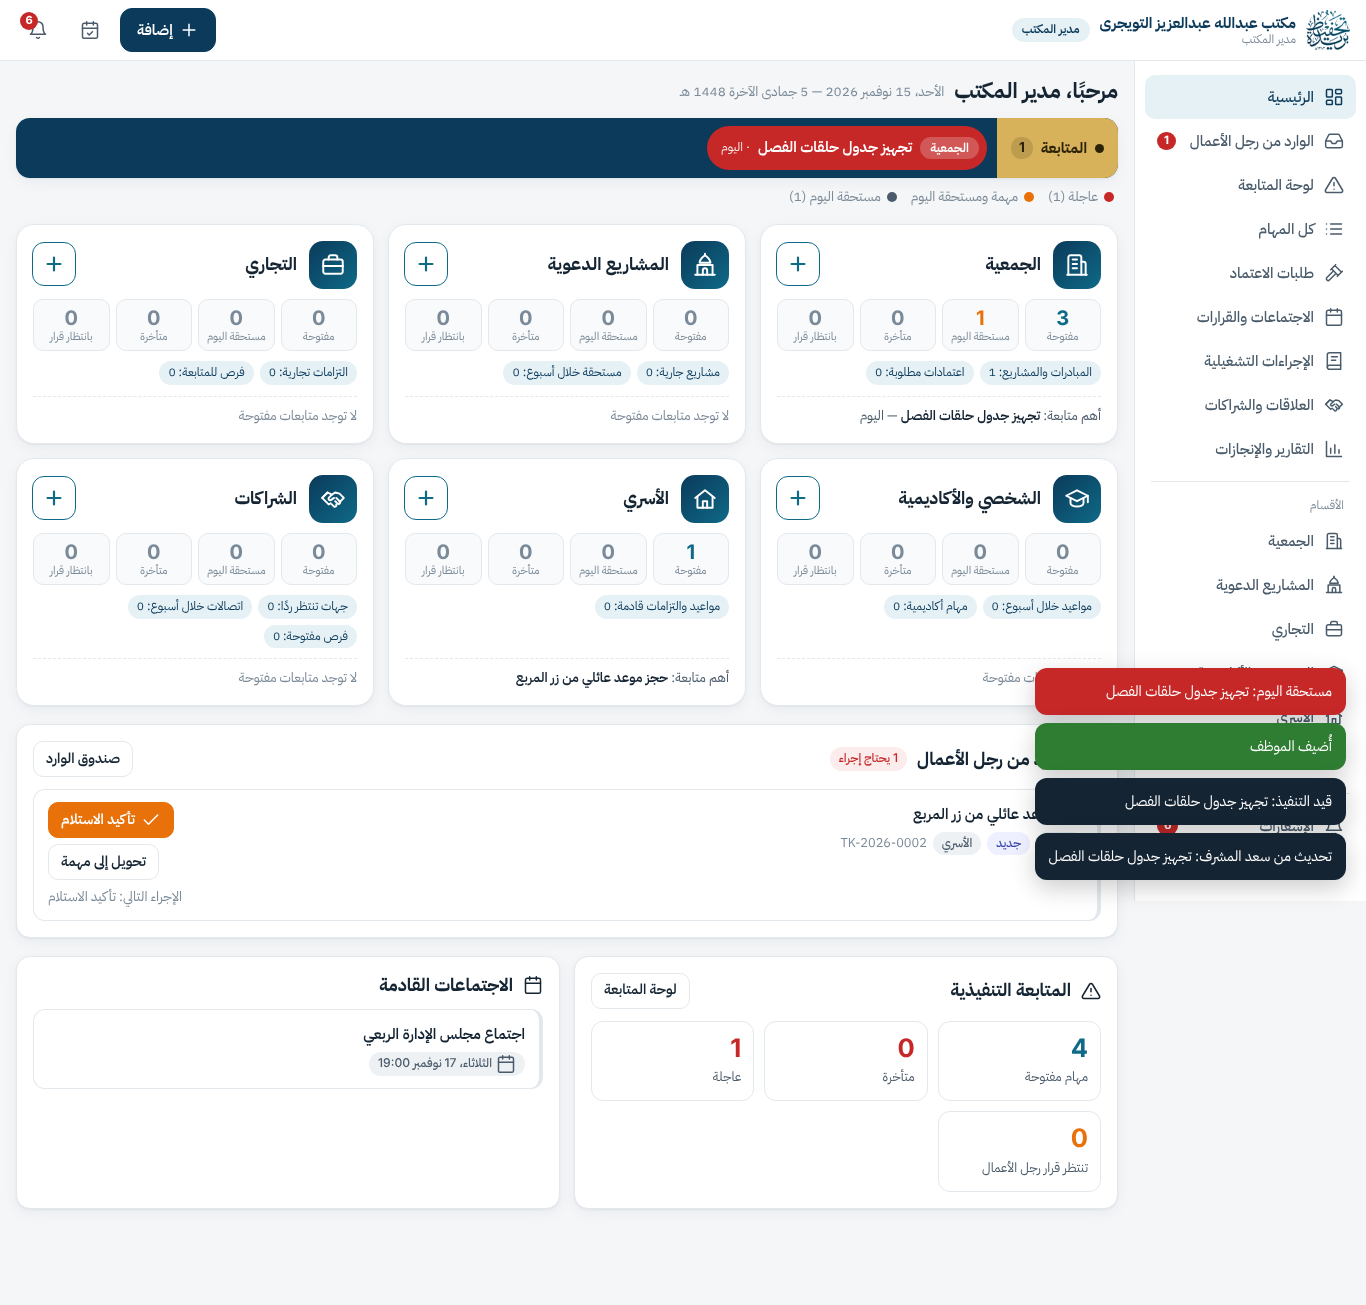 مكتب عبدالله عبدالعزيز التويجري
مدير المكتب
مدير المكتب
إضافة
6
الرئيسية
الوارد من رجل الأعمال
1
لوحة المتابعة
كل المهام
طلبات الاعتماد
الاجتماعات والقرارات
الإجراءات التشغيلية
العلاقات والشراكات
التقارير والإنجازات
الأقسام
الجمعية
المشاريع الدعوية
التجاري
مرحبًا، مدير المكتب
الأحد، 15 نوفمبر 2026 — 5 جمادى الآخرة 1448 هـ
المتابعة 1
الجمعية تجهيز جدول حلقات الفصل · اليوم
عاجلة (1) مهمة ومستحقة اليوم مستحقة اليوم (1)
الجمعية
3 1 0 0
مفتوحة مستحقة اليوم متأخرة بانتظار قرار
المبادرات والمشاريع: 1 اعتمادات مطلوبة: 0
أهم متابعة: تجهيز جدول حلقات الفصل — اليوم
المشاريع الدعوية
0 0 0 0
مفتوحة مستحقة اليوم متأخرة بانتظار قرار
مشاريع جارية: 0 مستحقة خلال أسبوع: 0
لا توجد متابعات مفتوحة
التجاري
0 0 0 0
مفتوحة مستحقة اليوم متأخرة بانتظار قرار
التزامات تجارية: 0 فرص للمتابعة: 0
لا توجد متابعات مفتوحة
الشخصي والأكاديمية
0 0 0 0
مفتوحة مستحقة اليوم متأخرة بانتظار قرار
مواعيد خلال أسبوع: 0 مهام أكاديمية: 0
مفتوحة
الأسري
1 0 0 0
مفتوحة مستحقة اليوم متأخرة بانتظار قرار
مواعيد والتزامات قادمة: 0
أهم متابعة: حجز موعد عائلي من زر المربع
الشراكات
0 0 0 0
مفتوحة مستحقة اليوم متأخرة بانتظار قرار
جهات تنتظر ردًا: 0 اتصالات خلال أسبوع: 0
فرص مفتوحة: 0
لا توجد متابعات مفتوحة
مستحقة اليوم: تجهيز جدول حلقات الفصل
أُضيف الموظف
قيد التنفيذ: تجهيز جدول حلقات الفصل
تحديث من سعد المشرف: تجهيز جدول حلقات الفصل
من رجل الأعمال 1 يحتاج إجراء
صندوق الوارد
عائلي من زر المربع
جديد الأسري TK-2026-0002
تأكيد الاستلام
تحويل إلى مهمة
الإجراء التالي: تأكيد الاستلام
المتابعة التنفيذية
لوحة المتابعة
4 0 1
مهام مفتوحة متأخرة عاجلة
0
تنتظر قرار رجل الأعمال
الاجتماعات القادمة
اجتماع مجلس الإدارة الربعي
الثلاثاء، 17 نوفمبر 19:00